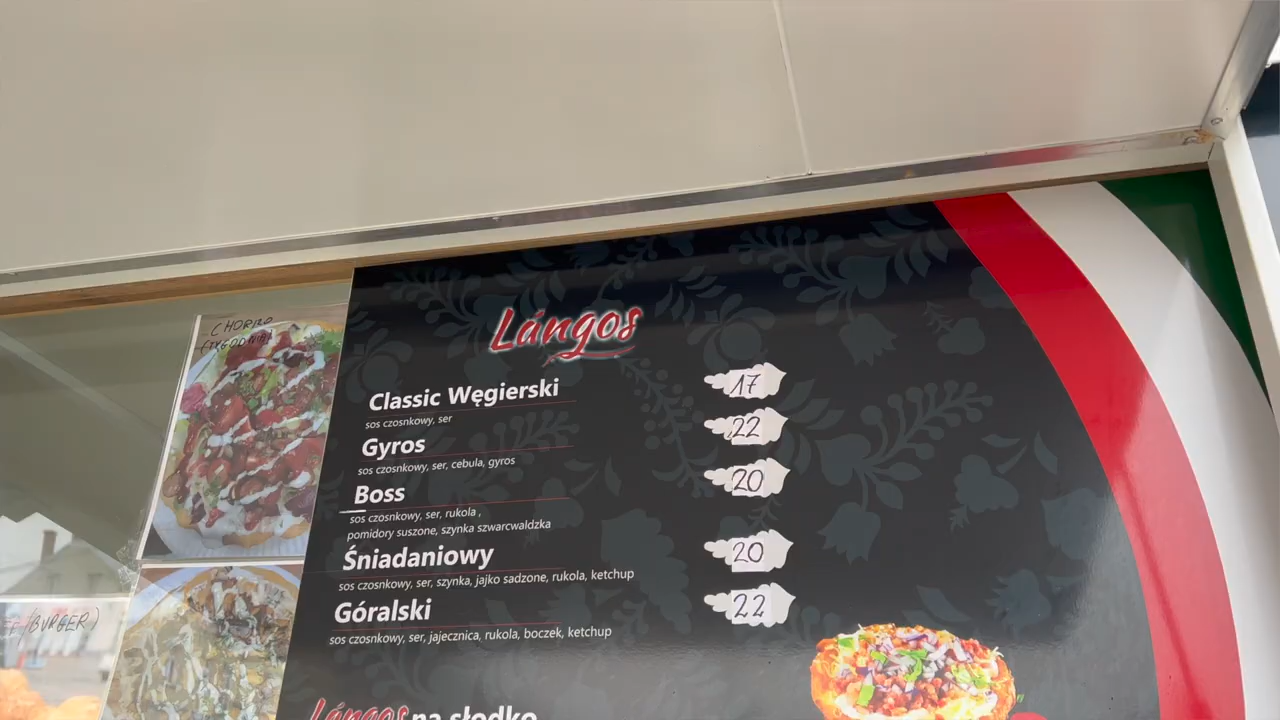 CHORIZO
Lángos
Classic Węgierski 17
sos czosnkowy, ser
Gyros 22
sos czosnkowy, ser, cebula, gyros
Boss 20
sos czosnkowy, ser, rukola ,
pomidory suszone, szynka szwarcwaldzka
Śniadaniowy 20
sos czosnkowy, ser, szynka, jajko sadzone, rukola, ketchup
Góralski 22
sos czosnkowy, ser, jajecznica, rukola, boczek, ketchup
(BURGER)
Lángos na słodko